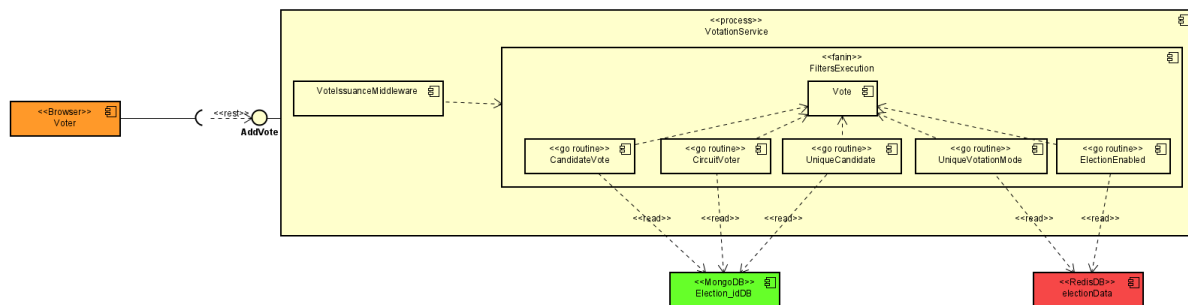 <<process>>
VotationService
<<fanin>>
FiltersExecution
VoteIssuanceMiddleware
Vote
<<Browser>>
Voter
<<rest>>
AddVote
<<go routine>>
CandidateVote
<<go routine>>
CircuitVoter
<<go routine>>
UniqueCandidate
<<go routine>>
UniqueVotationMode
<<go routine>>
ElectionEnabled
<<read>>
<<read>>
<<read>>
<<read>>
<<read>>
<<MongoDB>>
Election_idDB
<<RedisDB>>
electionData